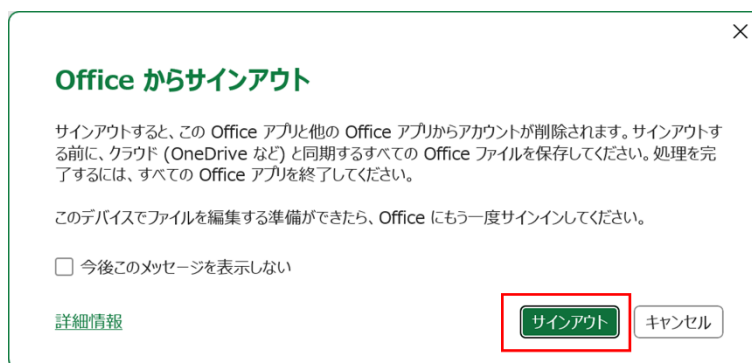 Office からサインアウト
サインアウトすると、この Office アプリと他の Office アプリからアカウントが削除されます。サインアウトす
る前に、クラウド (OneDrive など) と同期するすべての Office ファイルを保存してください。処理を完
了するには、すべての Office アプリを終了してください。
このデバイスでファイルを編集する準備ができたら、Office にもう一度サインインしてください。
今後このメッセージを表示しない
詳細情報
サインアウト
キャンセル